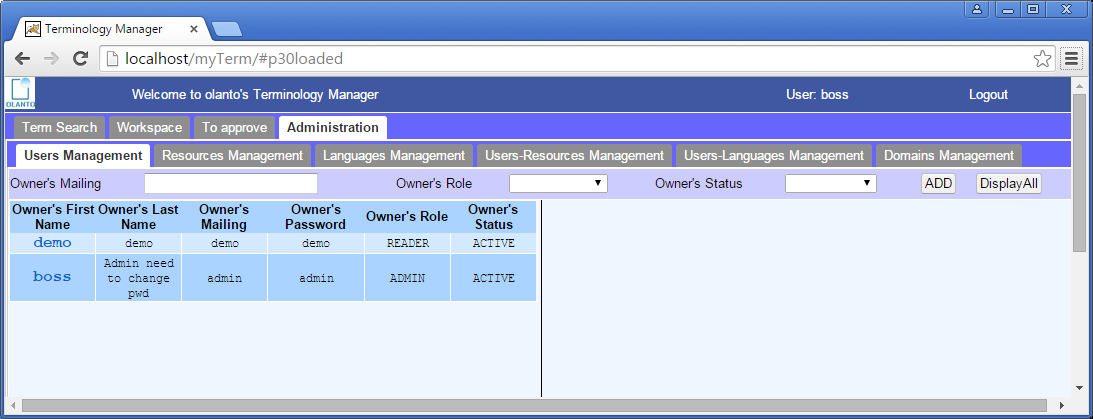 Terminology Manager
localhost/myTerm/#p30loaded
OLANTO
Welcome to olanto's Terminology Manager User: boss Logout
Term Search Workspace To approve Administration
Users Management Resources Management Languages Management Users-Resources Management Users-Languages Management Domains Management
Owner's Mailing Owner's Role Owner's Status ADD DisplayAll
Owner's First Owner's Last Owner's Owner's Owner's Role Owner's
Name Name Mailing Password Status
demo demo demo demo READER ACTIVE
Admin need
boss to change admin admin ADMIN ACTIVE
pwd